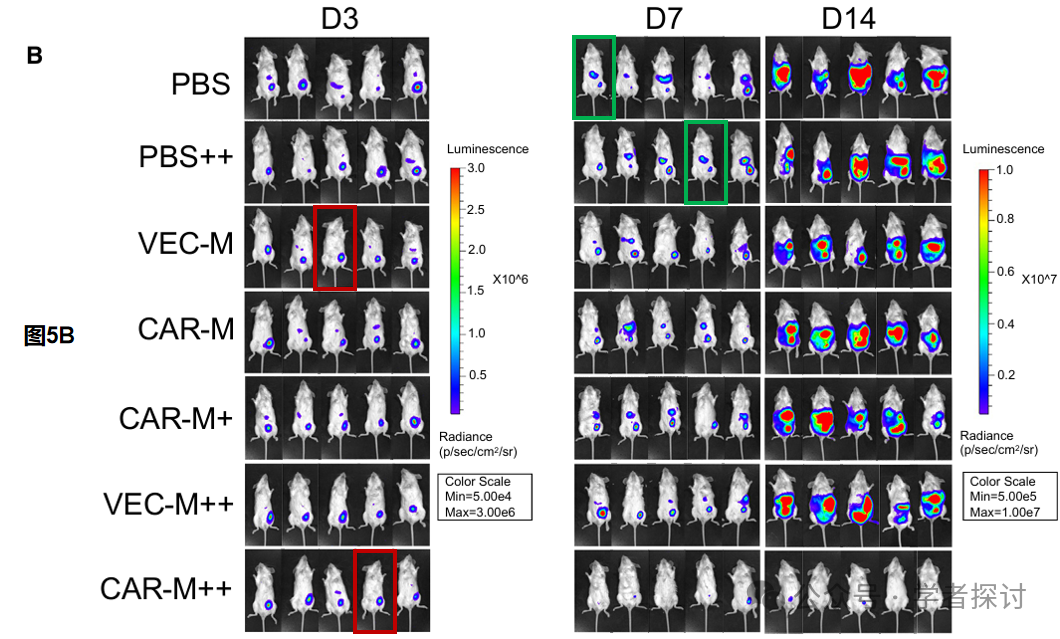 D3 D7 D14
B
PBS
PBS++
VEC-M
图5B
CAR-M
CAR-M+
VEC-M++
CAR-M++
Luminescence
3.0
2.5
2.0
1.5
1.0
0.5
X10^6
Radiance
(p/sec/cm²/sr)
Color Scale
Min=5.00e4
Max=3.00e6
Luminescence
1.0
0.8
0.6
0.4
0.2
X10^7
Radiance
(p/sec/cm²/sr)
Color Scale
Min=5.00e5
Max=1.00e7
公众号 · 学者探讨